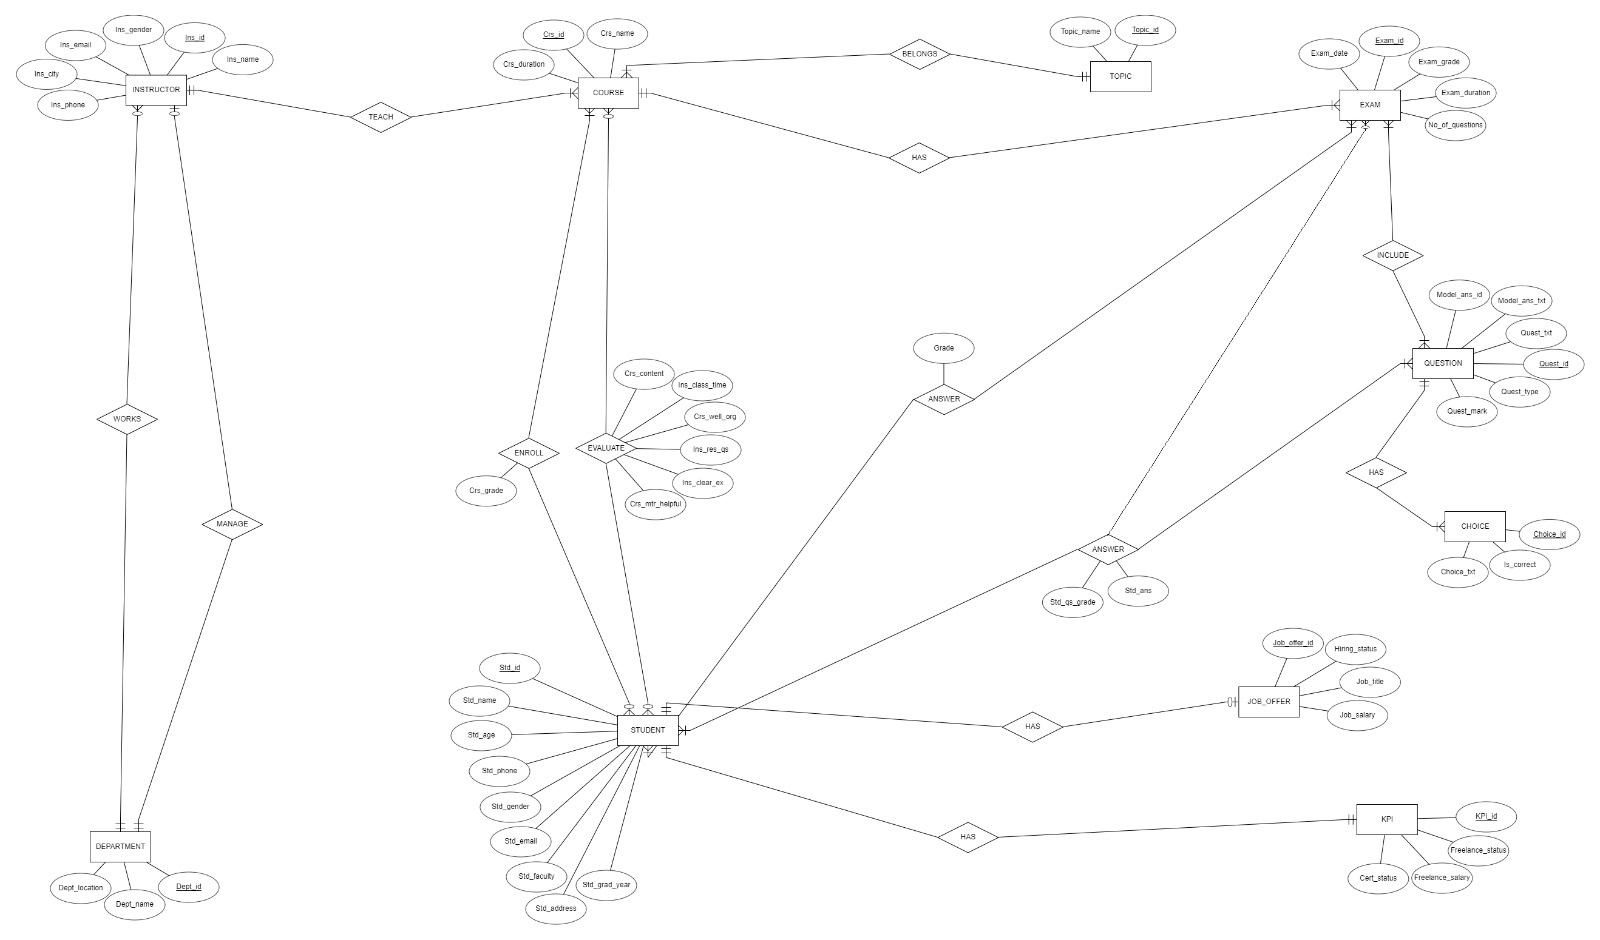 Ins_gender
Ins_id
Ins_email
Ins_name
Ins_city
Ins_phone
INSTRUCTOR
Crs_id
Crs_name
Crs_duration
COURSE
TEACH
BELONGS
Topic_name
Topic_id
TOPIC
HAS
Exam_date
Exam_id
Exam_grade
Exam_duration
No_of_questions
EXAM
INCLUDE
Model_ans_id
Model_ans_txt
Quest_txt
Quest_id
Quest_type
Quest_mark
QUESTION
Grade
ANSWER
WORKS
MANAGE
ENROLL
Crs_grade
EVALUATE
Crs_content
Ins_class_time
Crs_well_org
Ins_res_qs
Ins_clear_ex
Crs_mtr_helpful
HAS
CHOICE
Choice_id
Is_correct
Choice_txt
ANSWER
Std_qs_grade
Std_ans
Std_id
Std_name
Std_age
Std_phone
Std_gender
Std_email
Std_faculty
Std_address
Std_grad_year
STUDENT
HAS
Job_offer_id
Hiring_status
Job_title
Job_salary
JOB_OFFER
HAS
KPI
KPI_id
Freelance_status
Freelance_salary
Cert_status
DEPARTMENT
Dept_location
Dept_name
Dept_id